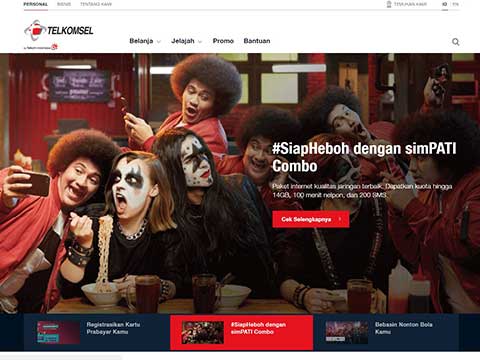 PERSONAL BISNIS TENTANG KAMI TEMUKAN KAMI ID EN
TELKOMSEL
by Telkom Indonesia
Belanja Jelajah Promo Bantuan
#SiapHeboh dengan simPATI
Combo
Paket internet kualitas jaringan terbaik. Dapatkan kuota hingga
14GB, 100 menit nelpon, dan 200 SMS.
Cek Selengkapnya
Registrasikan Kartu
Prabayar Kamu
#SiapHeboh dengan
simPATI Combo
Bebasin Nonton Bola
Kamu